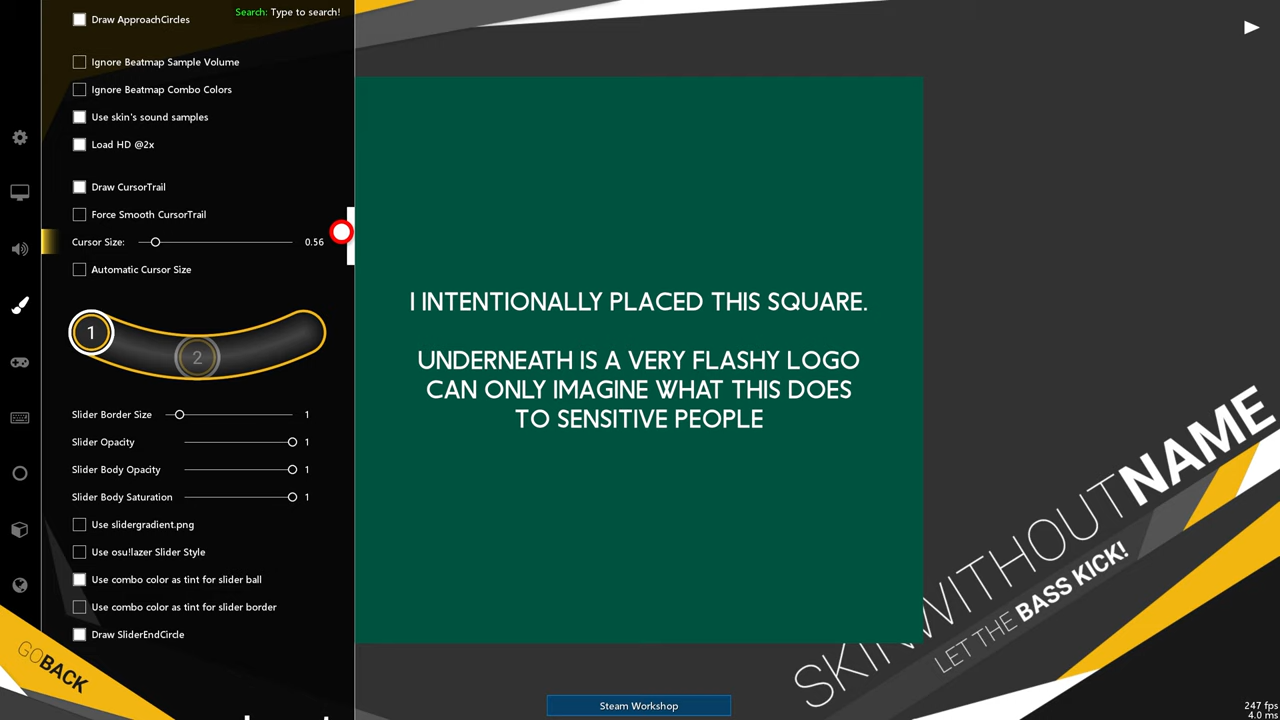 Search: Type to search!
Draw ApproachCircles
Ignore Beatmap Sample Volume
Ignore Beatmap Combo Colors
Use skin's sound samples
Load HD @2x
Draw CursorTrail
Force Smooth CursorTrail
Cursor Size: 0.56
Automatic Cursor Size
1
2
Slider Border Size 1
Slider Opacity 1
Slider Body Opacity 1
Slider Body Saturation 1
Use slidergradient.png
Use osu!lazer Slider Style
Use combo color as tint for slider ball
Use combo color as tint for slider border
Draw SliderEndCircle
GOBACK
I INTENTIONALLY PLACED THIS SQUARE.
UNDERNEATH IS A VERY FLASHY LOGO
CAN ONLY IMAGINE WHAT THIS DOES
TO SENSITIVE PEOPLE
SKINWITHOUTNAME
LET THE BASS KICK!
Steam Workshop
247 fps
4.0 ms